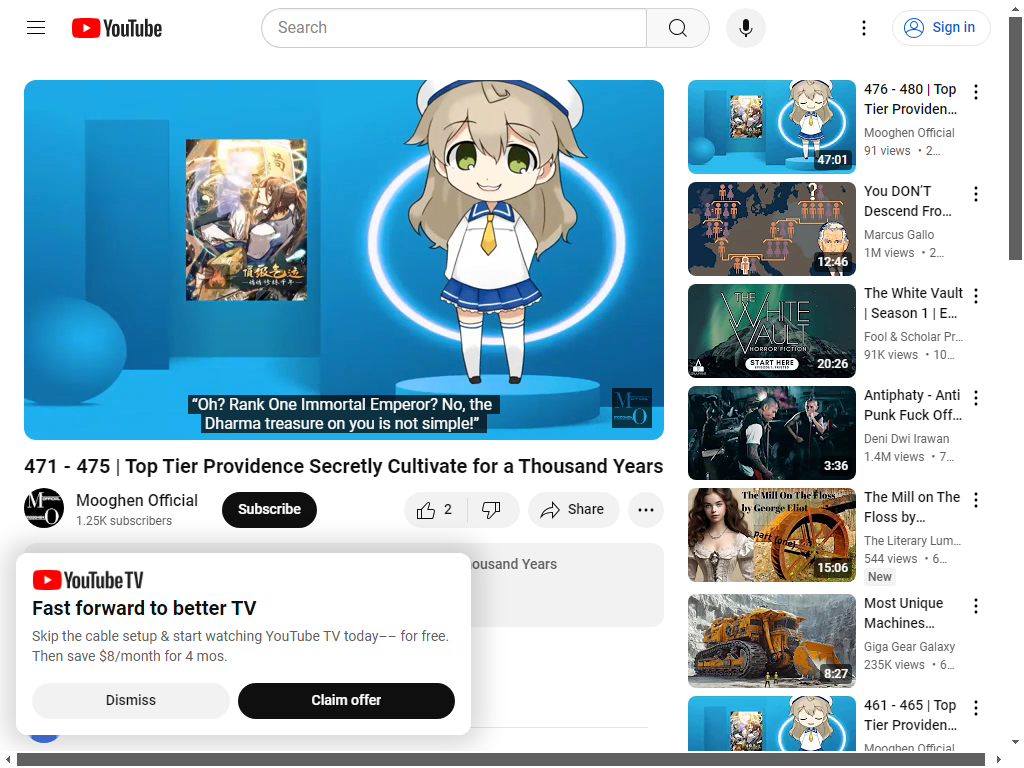 YouTube
Search
Sign in
“Oh? Rank One Immortal Emperor? No, the
Dharma treasure on you is not simple!”
471 - 475 | Top Tier Providence Secretly Cultivate for a Thousand Years
Mooghen Official
1.25K subscribers
Subscribe
2
Share
ousand Years
YouTube TV
Fast forward to better TV
Skip the cable setup & start watching YouTube TV today–– for free.
Then save $8/month for 4 mos.
Dismiss
Claim offer
47:01
476 - 480 | Top
Tier Providen...
Mooghen Official
91 views • 2...
?
12:46
You DON’T
Descend Fro...
Marcus Gallo
1M views • 2...
THE
WHITE
VAULT
HORROR FICTION
START HERE
20:26
The White Vault
| Season 1 | E...
Fool & Scholar Pr...
91K views • 10...
3:36
Antiphaty - Anti
Punk Fuck Off...
Deni Dwi Irawan
1.4M views • 7...
The Mill On The Floss
by George Eliot
Part (one)
15:06
The Mill on The
Floss by...
The Literary Lum...
544 views • 6...
New
8:27
Most Unique
Machines...
Giga Gear Galaxy
235K views • 6...
461 - 465 | Top
Tier Providen...
Mooghen Official